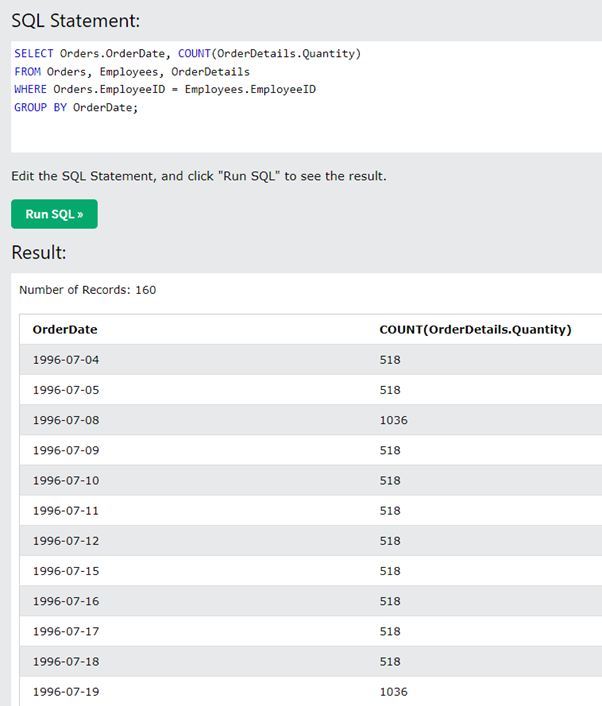 SQL Statement:
SELECT Orders.OrderDate, COUNT(OrderDetails.Quantity)
FROM Orders, Employees, OrderDetails
WHERE Orders.EmployeeID = Employees.EmployeeID
GROUP BY OrderDate;
Edit the SQL Statement, and click "Run SQL" to see the result.
Run SQL »
Result:
Number of Records: 160
OrderDate COUNT(OrderDetails.Quantity)
1996-07-04 518
1996-07-05 518
1996-07-08 1036
1996-07-09 518
1996-07-10 518
1996-07-11 518
1996-07-12 518
1996-07-15 518
1996-07-16 518
1996-07-17 518
1996-07-18 518
1996-07-19 1036